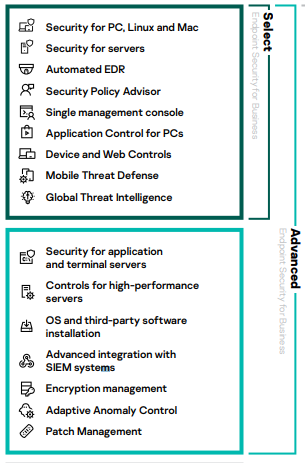 Security for PC, Linux and Mac
Security for servers
Automated EDR
Security Policy Advisor
Single management console
Application Control for PCs
Device and Web Controls
Mobile Threat Defense
Global Threat Intelligence
Select
Endpoint Security for Business
Security for application
and terminal servers
Controls for high-performance
servers
OS and third-party software
installation
Advanced integration with
SIEM systems
Encryption management
Adaptive Anomaly Control
Patch Management
Advanced
Endpoint Security for Business